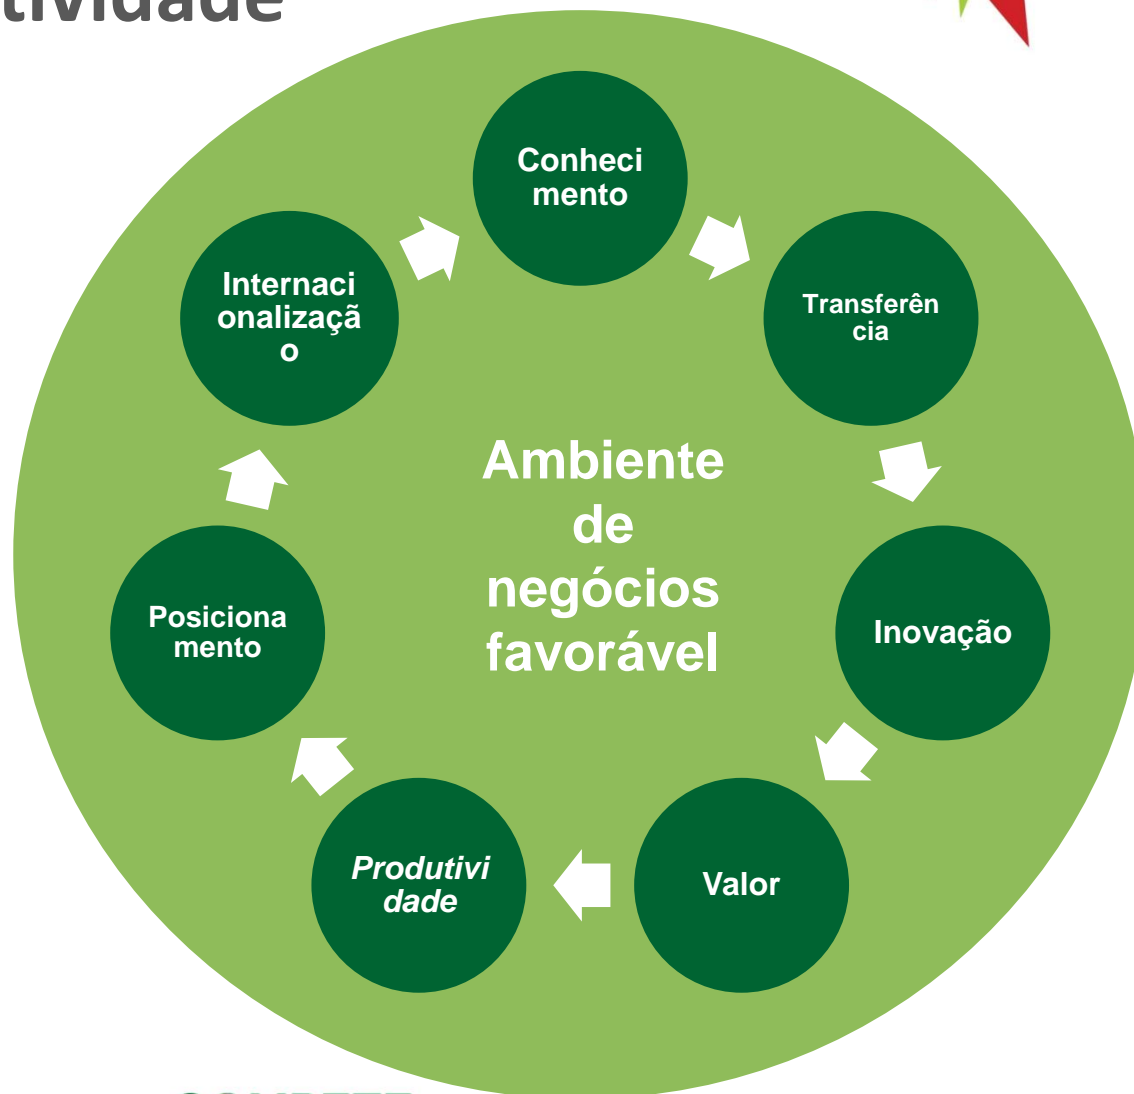 tividade
Conheci
mento
Transferên
cia
Inovação
Valor
Produtivi
dade
Posiciona
mento
Internaci
onalizaçã
o
Ambiente
de
negócios
favorável